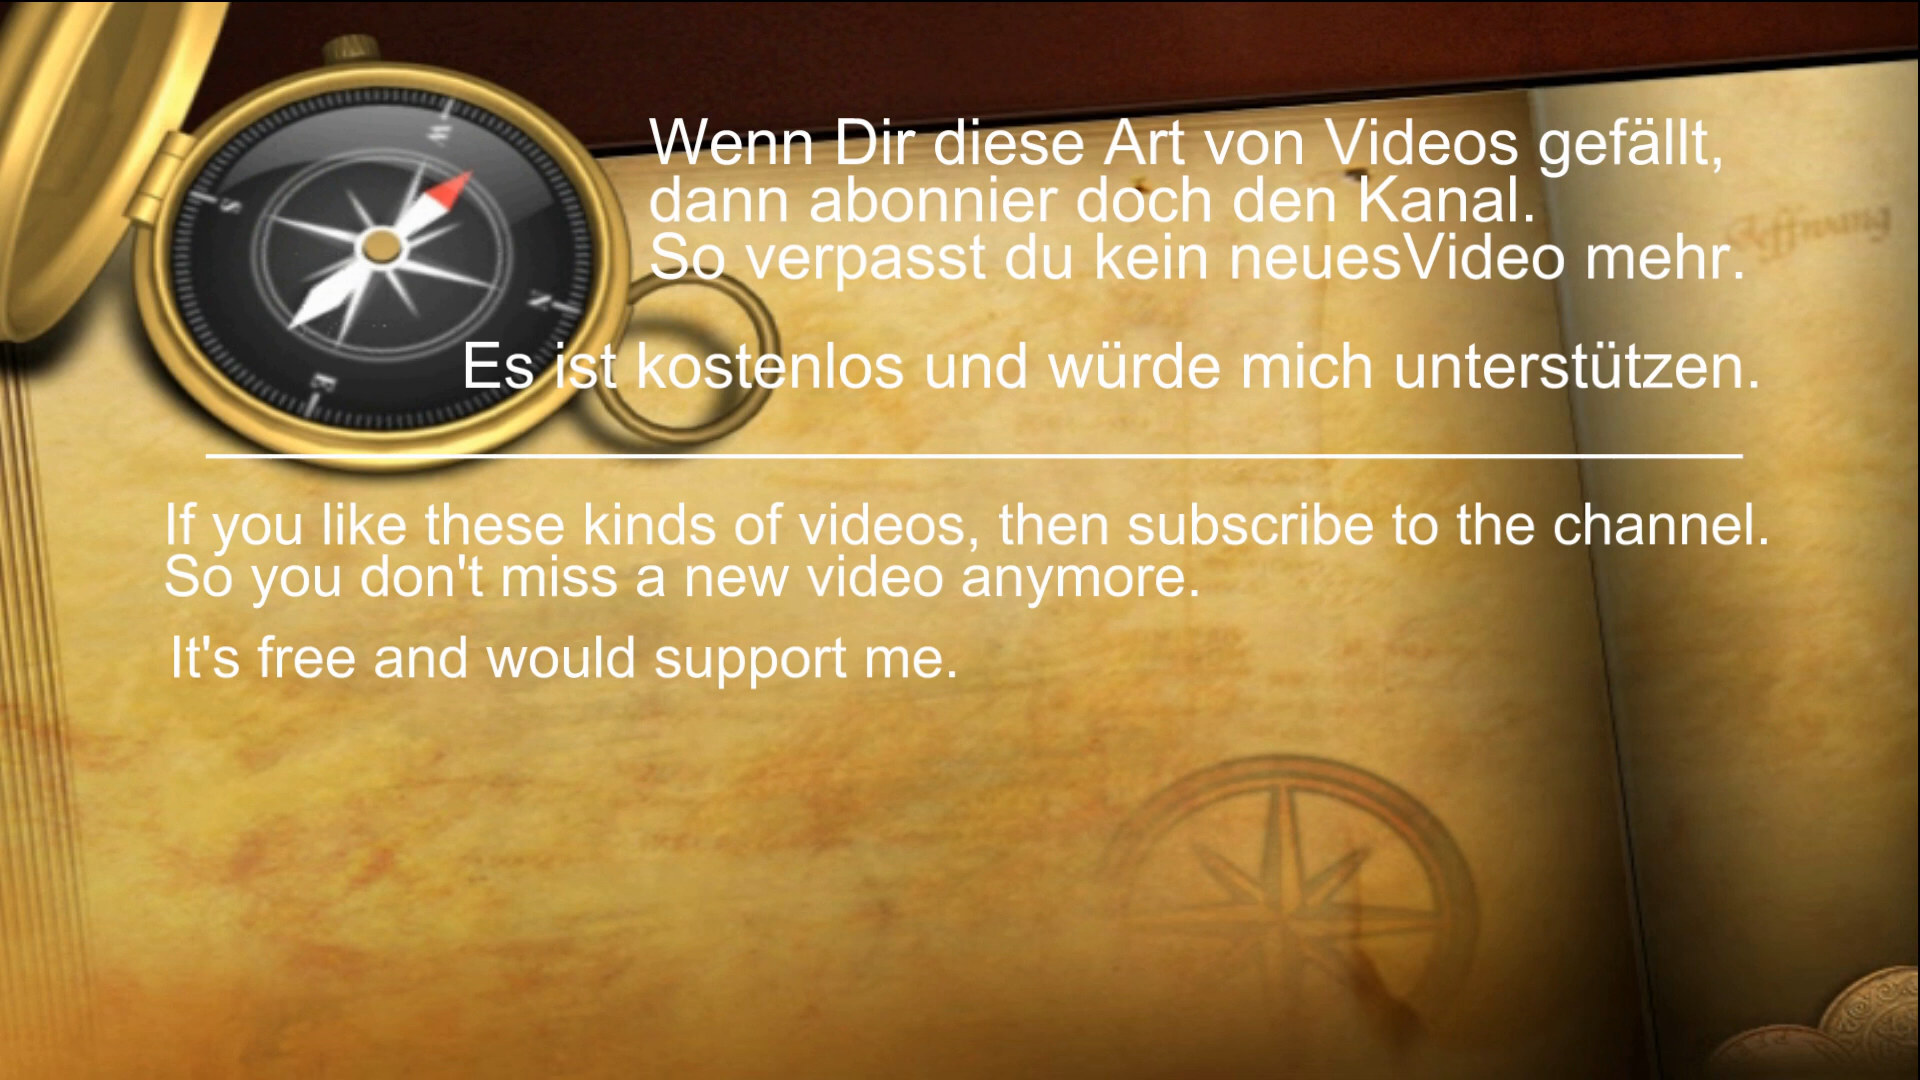 Wenn Dir diese Art von Videos gefällt,
dann abonnier doch den Kanal.
So verpasst du kein neuesVideo mehr.
Es ist kostenlos und würde mich unterstützen.
If you like these kinds of videos, then subscribe to the channel.
So you don't miss a new video anymore.
It's free and would support me.
W
S
N
E